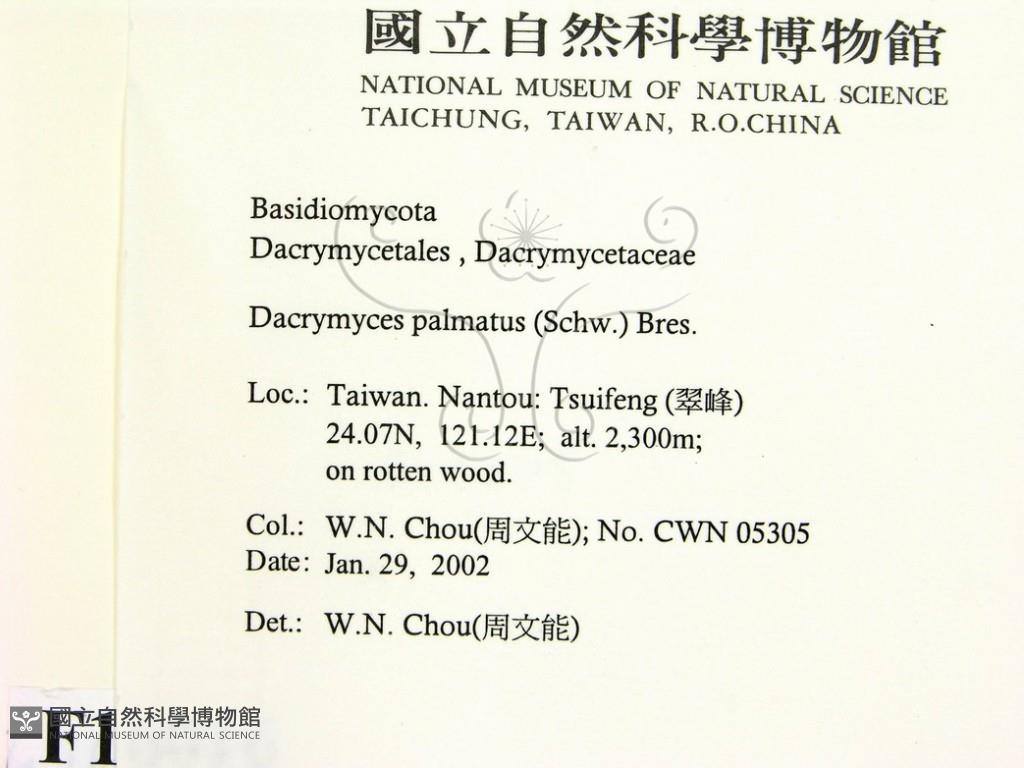 國立自然科學博物館
NATIONAL MUSEUM OF NATURAL SCIENCE
TAICHUNG, TAIWAN, R.O.CHINA
Basidiomycota
Dacrymycetales , Dacrymycetaceae
Dacrymyces palmatus (Schw.) Bres.
Loc.: Taiwan. Nantou: Tsuifeng (翠峰)
24.07N, 121.12E; alt. 2,300m;
on rotten wood.
Col.: W.N. Chou(周文能); No. CWN 05305
Date: Jan. 29, 2002
Det.: W.N. Chou(周文能)
國立自然科學博物館
NATIONAL MUSEUM OF NATURAL SCIENCE
F1